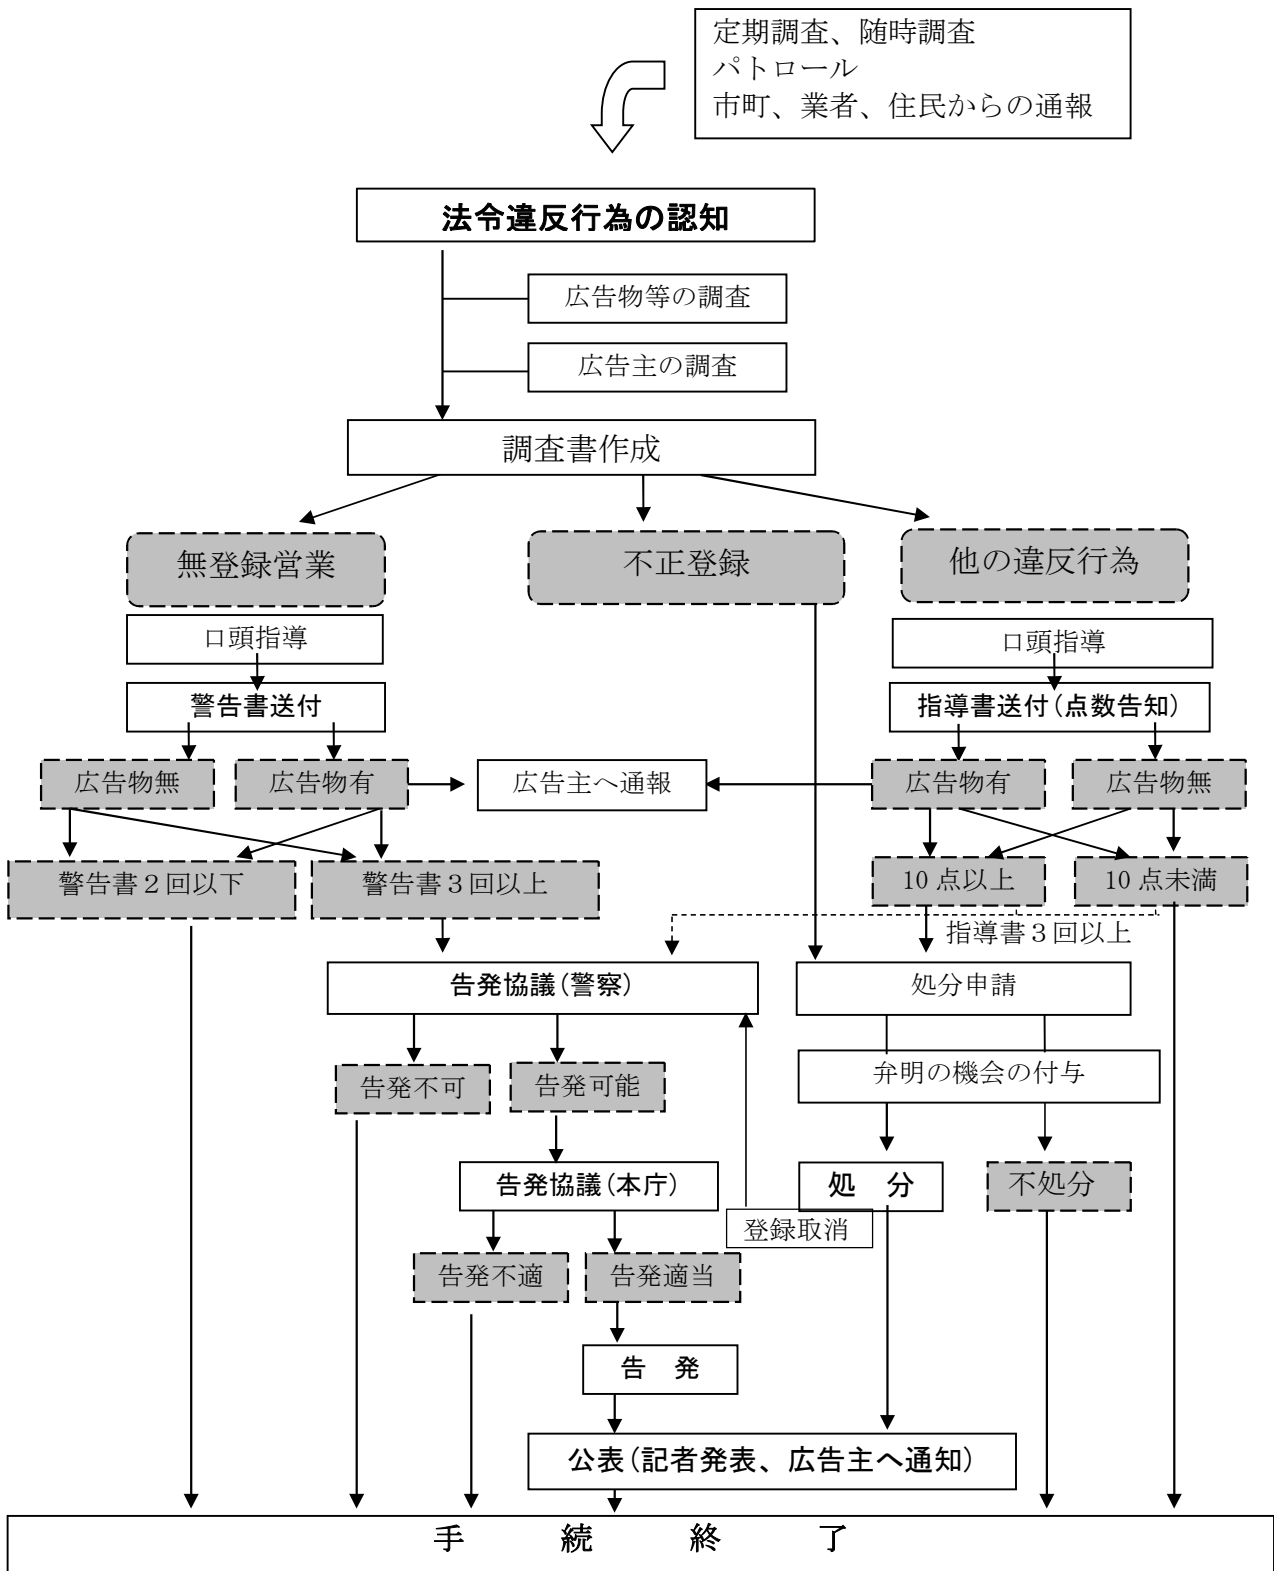 定期調査、随時調査
パトロール
市町、業者、住民からの通報
法令違反行為の認知
広告物等の調査
広告主の調査
調査書作成
無登録営業
不正登録
他の違反行為
口頭指導
口頭指導
警告書送付
指導書送付(点数告知)
広告物無
広告物有
広告主へ通報
広告物有
広告物無
警告書２回以下
警告書３回以上
10 点以上
10 点未満
指導書３回以上
告発協議(警察)
処分申請
告発不可
告発可能
弁明の機会の付与
告発協議(本庁)
処　分
不処分
登録取消
告発不適
告発適当
告　発
公表(記者発表、広告主へ通知)
手　続　終　了